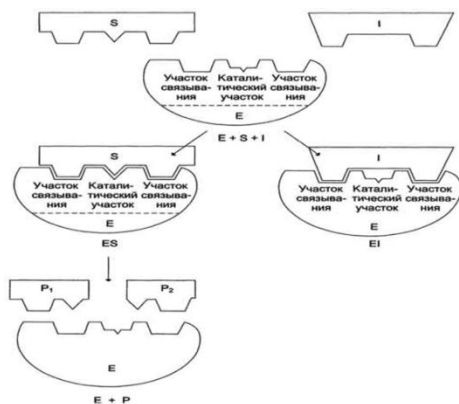 S
I
Участок связыва- ния
Катали- тический участок
Участок связыва- ния
E
E + S + I
S
Участок связыва- ния
Катали- тический участок
Участок связыва- ния
E
ES
I
Участок связыва- ния
Катали- тический участок
Участок связыва- ния
E
EI
P₁
P₂
E
E + P